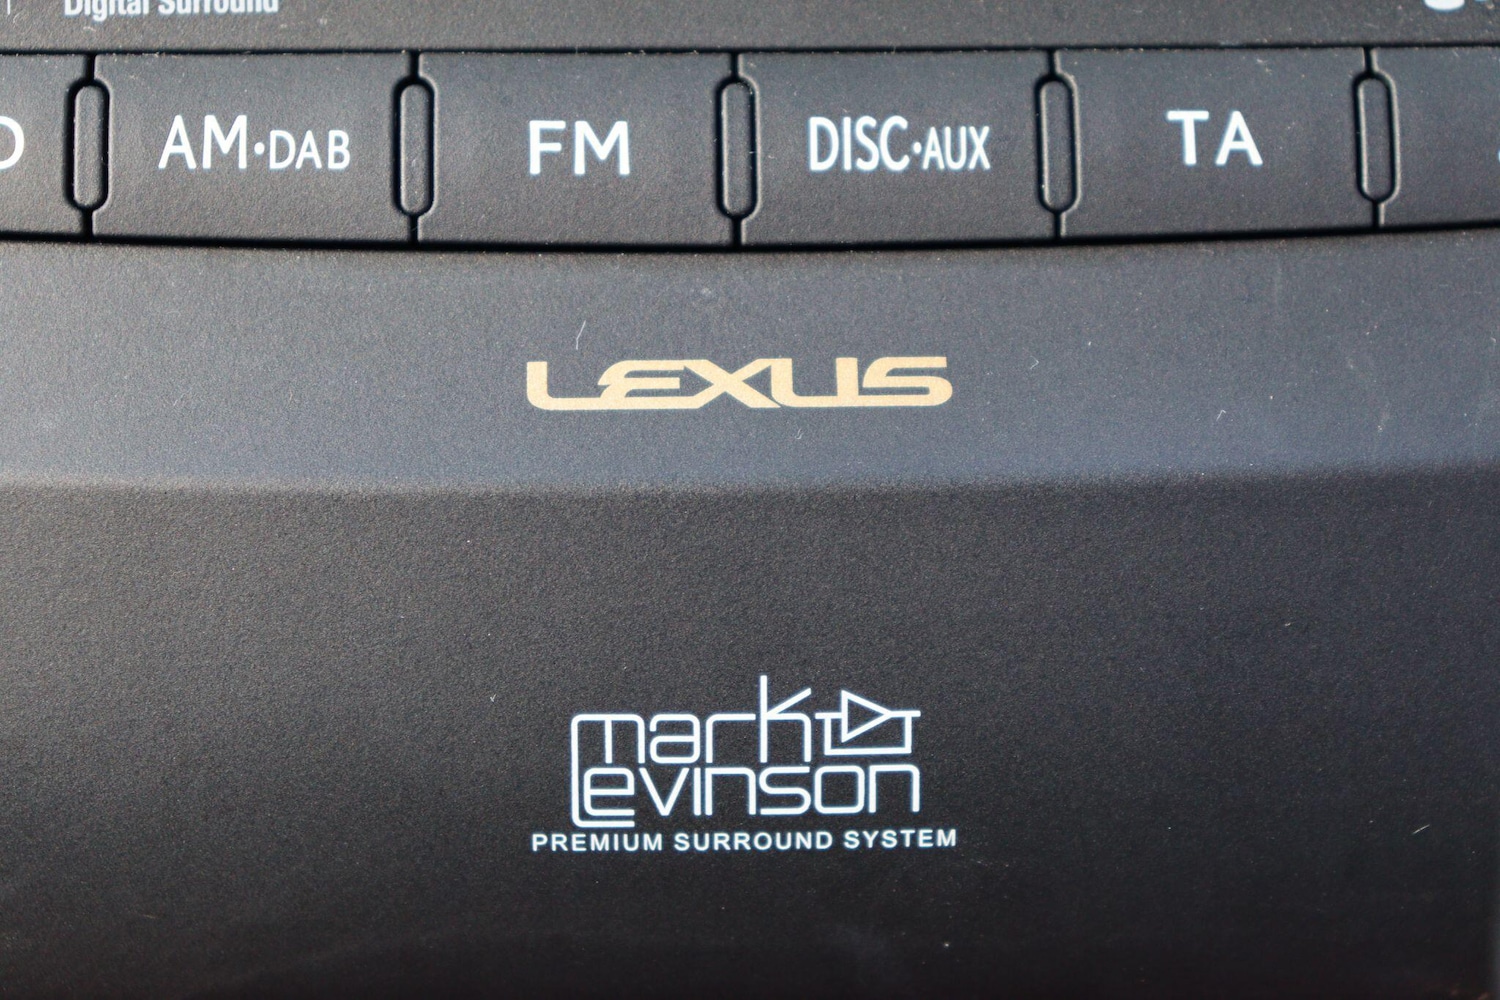 Digital Surround
AM·DAB FM DISC·AUX TA
LEXUS
mark
Levinson
PREMIUM SURROUND SYSTEM